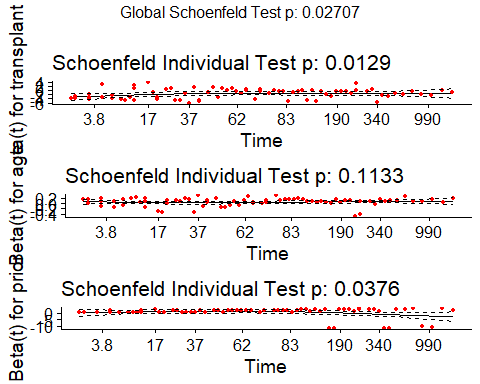 Global Schoenfeld Test p: 0.02707
Beta(t) for transplant
Schoenfeld Individual Test p: 0.0129
4
3.8 17 37 62 83 190 340 990
Time
Beta(t) for age
Schoenfeld Individual Test p: 0.1133
0.2
-0.4
3.8 17 37 62 83 190 340 990
Time
Beta(t) for prior
Schoenfeld Individual Test p: 0.0376
0
-10
3.8 17 37 62 83 190 340 990
Time